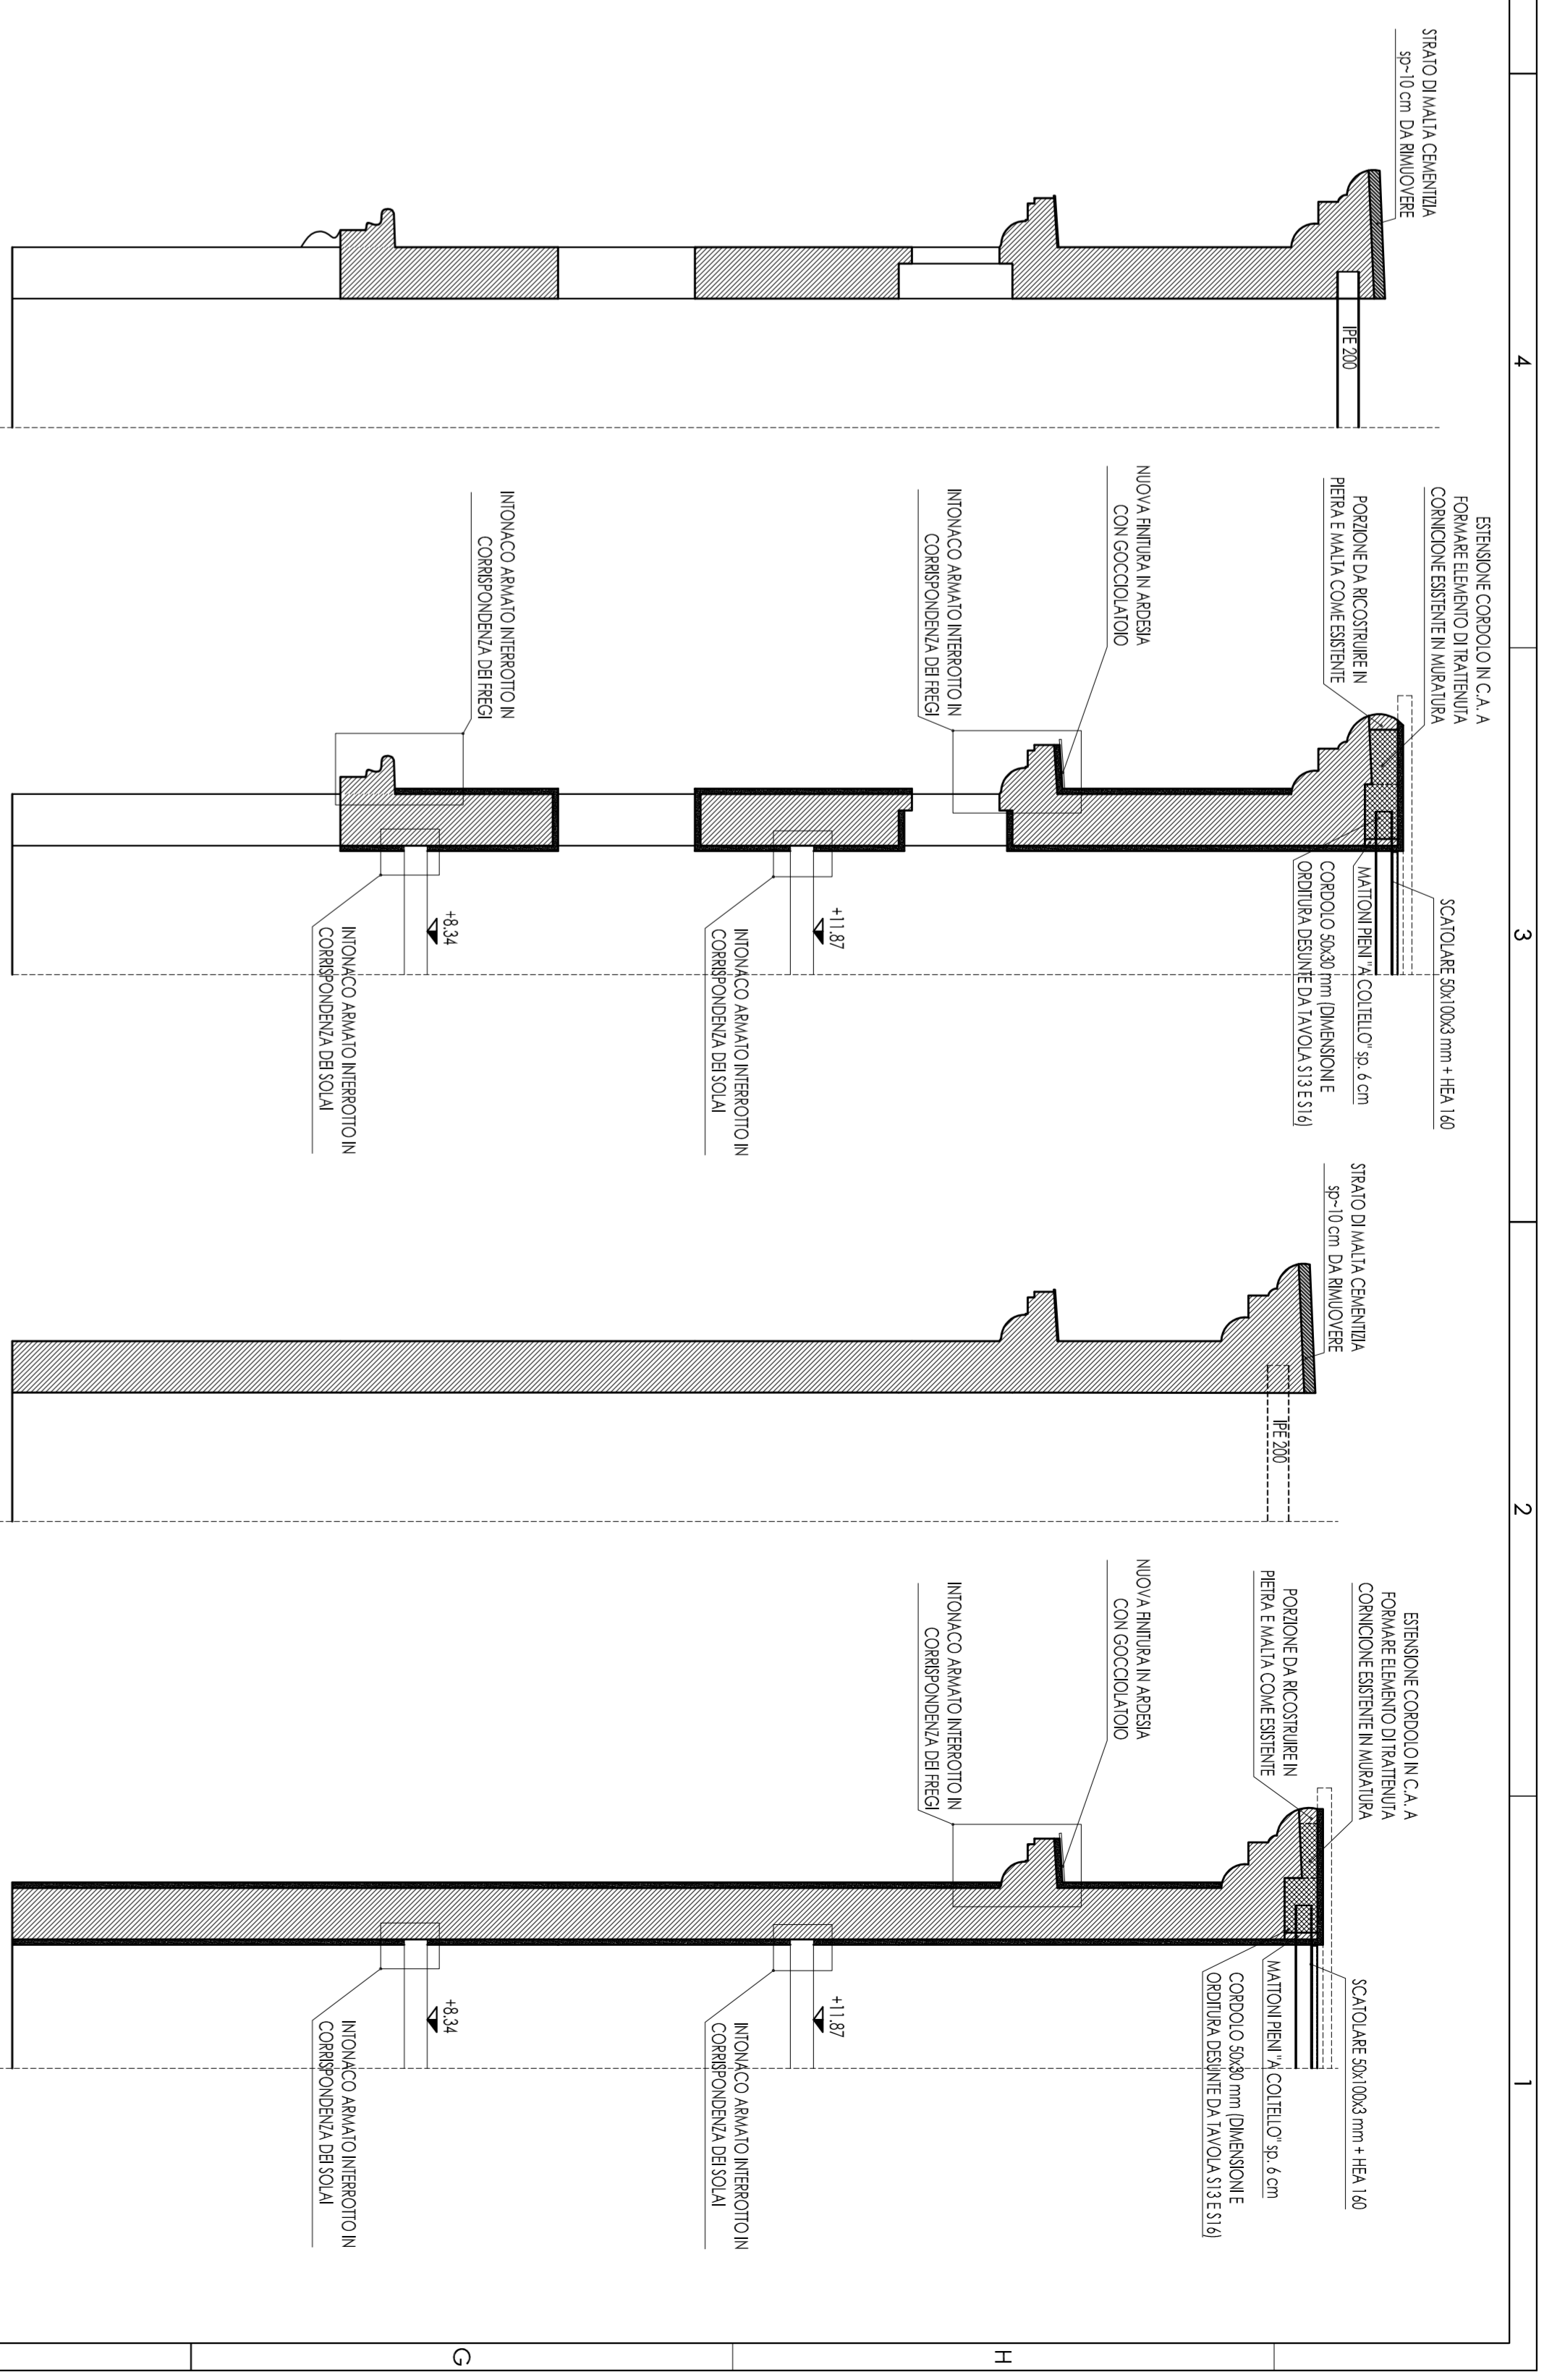 4
3
2
1
G
H
STRATO DI MALTA CEMENTIZIA
sp~10 cm DA RIMUOVERE
IPE 200
ESTENSIONE CORDOLO IN C.A. A
FORMARE ELEMENTO DI TRATTENUTA
CORNICIONE ESISTENTE IN MURATURA
PORZIONE DA RICOSTRUIRE IN
PIETRA E MALTA COME ESISTENTE
NUOVA FINITURA IN ARDESIA
CON GOCCIOLATOIO
INTONACO ARMATO INTERROTTO IN
CORRISPONDENZA DEI FREGI
INTONACO ARMATO INTERROTTO IN
CORRISPONDENZA DEI FREGI
SCATOLARE 50x100x3 mm + HEA 160
MATTONI PIENI "A COLTELLO" sp. 6 cm
CORDOLO 50x30 mm (DIMENSIONI E
ORDITURA DESUNTE DA TAVOLA S13 E S16)
+11.87
INTONACO ARMATO INTERROTTO IN
CORRISPONDENZA DEI SOLAI
+8.34
INTONACO ARMATO INTERROTTO IN
CORRISPONDENZA DEI SOLAI
STRATO DI MALTA CEMENTIZIA
sp~10 cm DA RIMUOVERE
IPE 200
ESTENSIONE CORDOLO IN C.A. A
FORMARE ELEMENTO DI TRATTENUTA
CORNICIONE ESISTENTE IN MURATURA
PORZIONE DA RICOSTRUIRE IN
PIETRA E MALTA COME ESISTENTE
NUOVA FINITURA IN ARDESIA
CON GOCCIOLATOIO
INTONACO ARMATO INTERROTTO IN
CORRISPONDENZA DEI FREGI
SCATOLARE 50x100x3 mm + HEA 160
MATTONI PIENI "A COLTELLO" sp. 6 cm
CORDOLO 50x30 mm (DIMENSIONI E
ORDITURA DESUNTE DA TAVOLA S13 E S16)
+11.87
INTONACO ARMATO INTERROTTO IN
CORRISPONDENZA DEI SOLAI
+8.34
INTONACO ARMATO INTERROTTO IN
CORRISPONDENZA DEI SOLAI